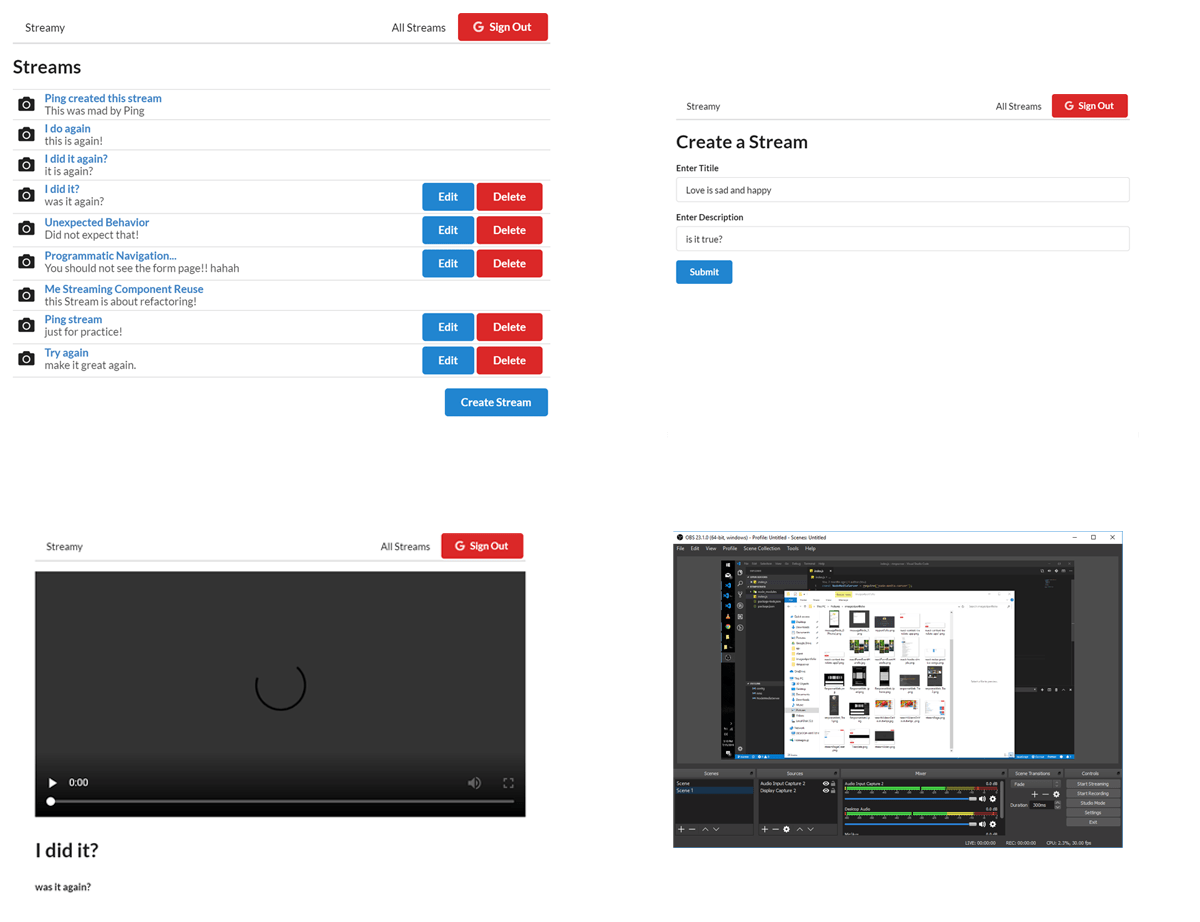 Streamy
All Streams
Sign Out
Streams
Ping created this stream
This was mad by Ping
I do again
this is again!
I did it again?
it is again?
I did it?
was it again?
Edit
Delete
Unexpected Behavior
Did not expect that!
Edit
Delete
Programmatic Navigation...
You should not see the form page!! hahah
Edit
Delete
Me Streaming Component Reuse
this Stream is about refactoring!
Ping stream
just for practice!
Edit
Delete
Try again
make it great again.
Edit
Delete
Create Stream
Streamy
All Streams
Sign Out
Create a Stream
Enter Titile
Love is sad and happy
Enter Description
is it true?
Submit
Streamy
All Streams
Sign Out
0:00
I did it?
was it again?
OBS 23.1.0 (64-bit, windows) - Profile: Untitled - Scenes: Untitled
File Edit View Profile Scene Collection Tools Help
Scenes
Scene
Scene 1
Sources
Audio Input Capture 2
Display Capture 2
Mixer
Audio Input Capture 2
0.0 dB
Desktop Audio
0.0 dB
Scene Transitions
Fade
Duration 300ms
Controls
Start Streaming
Start Recording
Studio Mode
Settings
Exit
LIVE: 00:00:00 REC: 00:00:00 CPU: 2.3%, 30.00 fps